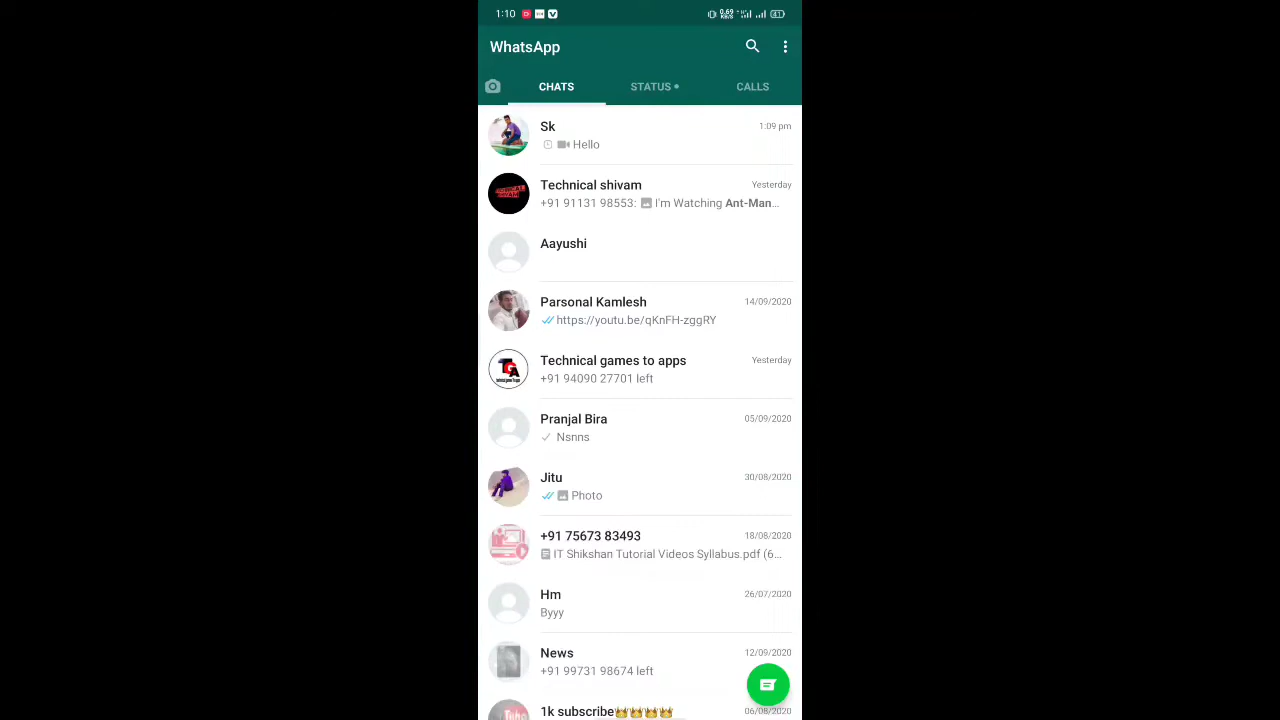 1:10 0.69 KB/S 41
WhatsApp
CHATS STATUS CALLS
Sk 1:09 pm
Hello
Technical shivam Yesterday
+91 91131 98553: I'm Watching Ant-Man...
Aayushi
Parsonal Kamlesh 14/09/2020
https://youtu.be/qKnFH-zggRY
Technical games to apps Yesterday
+91 94090 27701 left
Pranjal Bira 05/09/2020
Nsnns
Jitu 30/08/2020
Photo
+91 75673 83493 18/08/2020
IT Shikshan Tutorial Videos Syllabus.pdf (6...
Hm 26/07/2020
Byyy
News 12/09/2020
+91 99731 98674 left
1k subscribe👑👑👑👑 06/08/2020